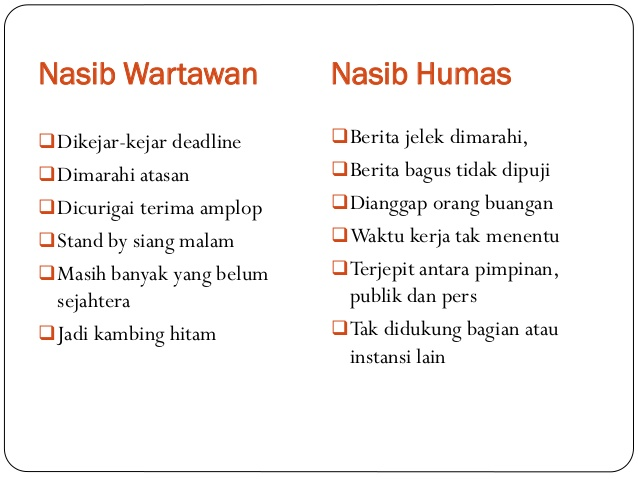 Nasib Wartawan
Dikejar-kejar deadline
Dimarahi atasan
Dicurigai terima amplop
Stand by siang malam
Masih banyak yang belum
sejahtera
Jadi kambing hitam
Nasib Humas
Berita jelek dimarahi,
Berita bagus tidak dipuji
Dianggap orang buangan
Waktu kerja tak menentu
Terjepit antara pimpinan,
publik dan pers
Tak didukung bagian atau
instansi lain